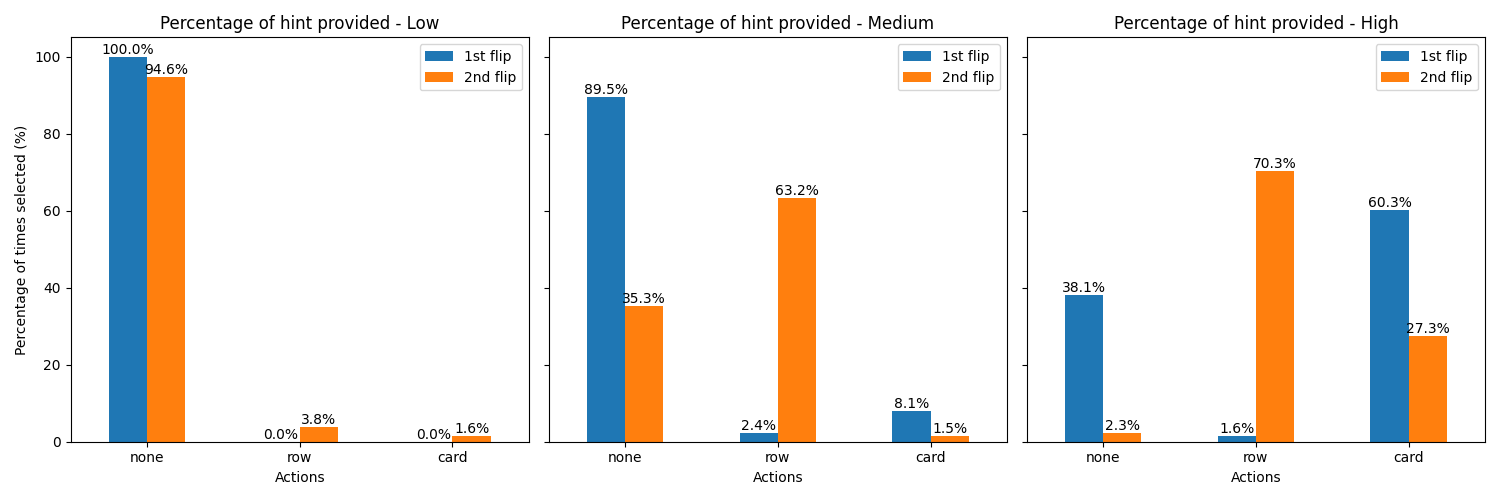 Percentage of hint provided - Low
Percentage of times selected (%)
100
80
60
40
20
0
100.0%
94.6%
0.0%
3.8%
0.0%
1.6%
1st flip
2nd flip
none
row
card
Actions
Percentage of hint provided - Medium
89.5%
35.3%
2.4%
63.2%
8.1%
1.5%
1st flip
2nd flip
none
row
card
Actions
Percentage of hint provided - High
38.1%
2.3%
1.6%
70.3%
60.3%
27.3%
1st flip
2nd flip
none
row
card
Actions